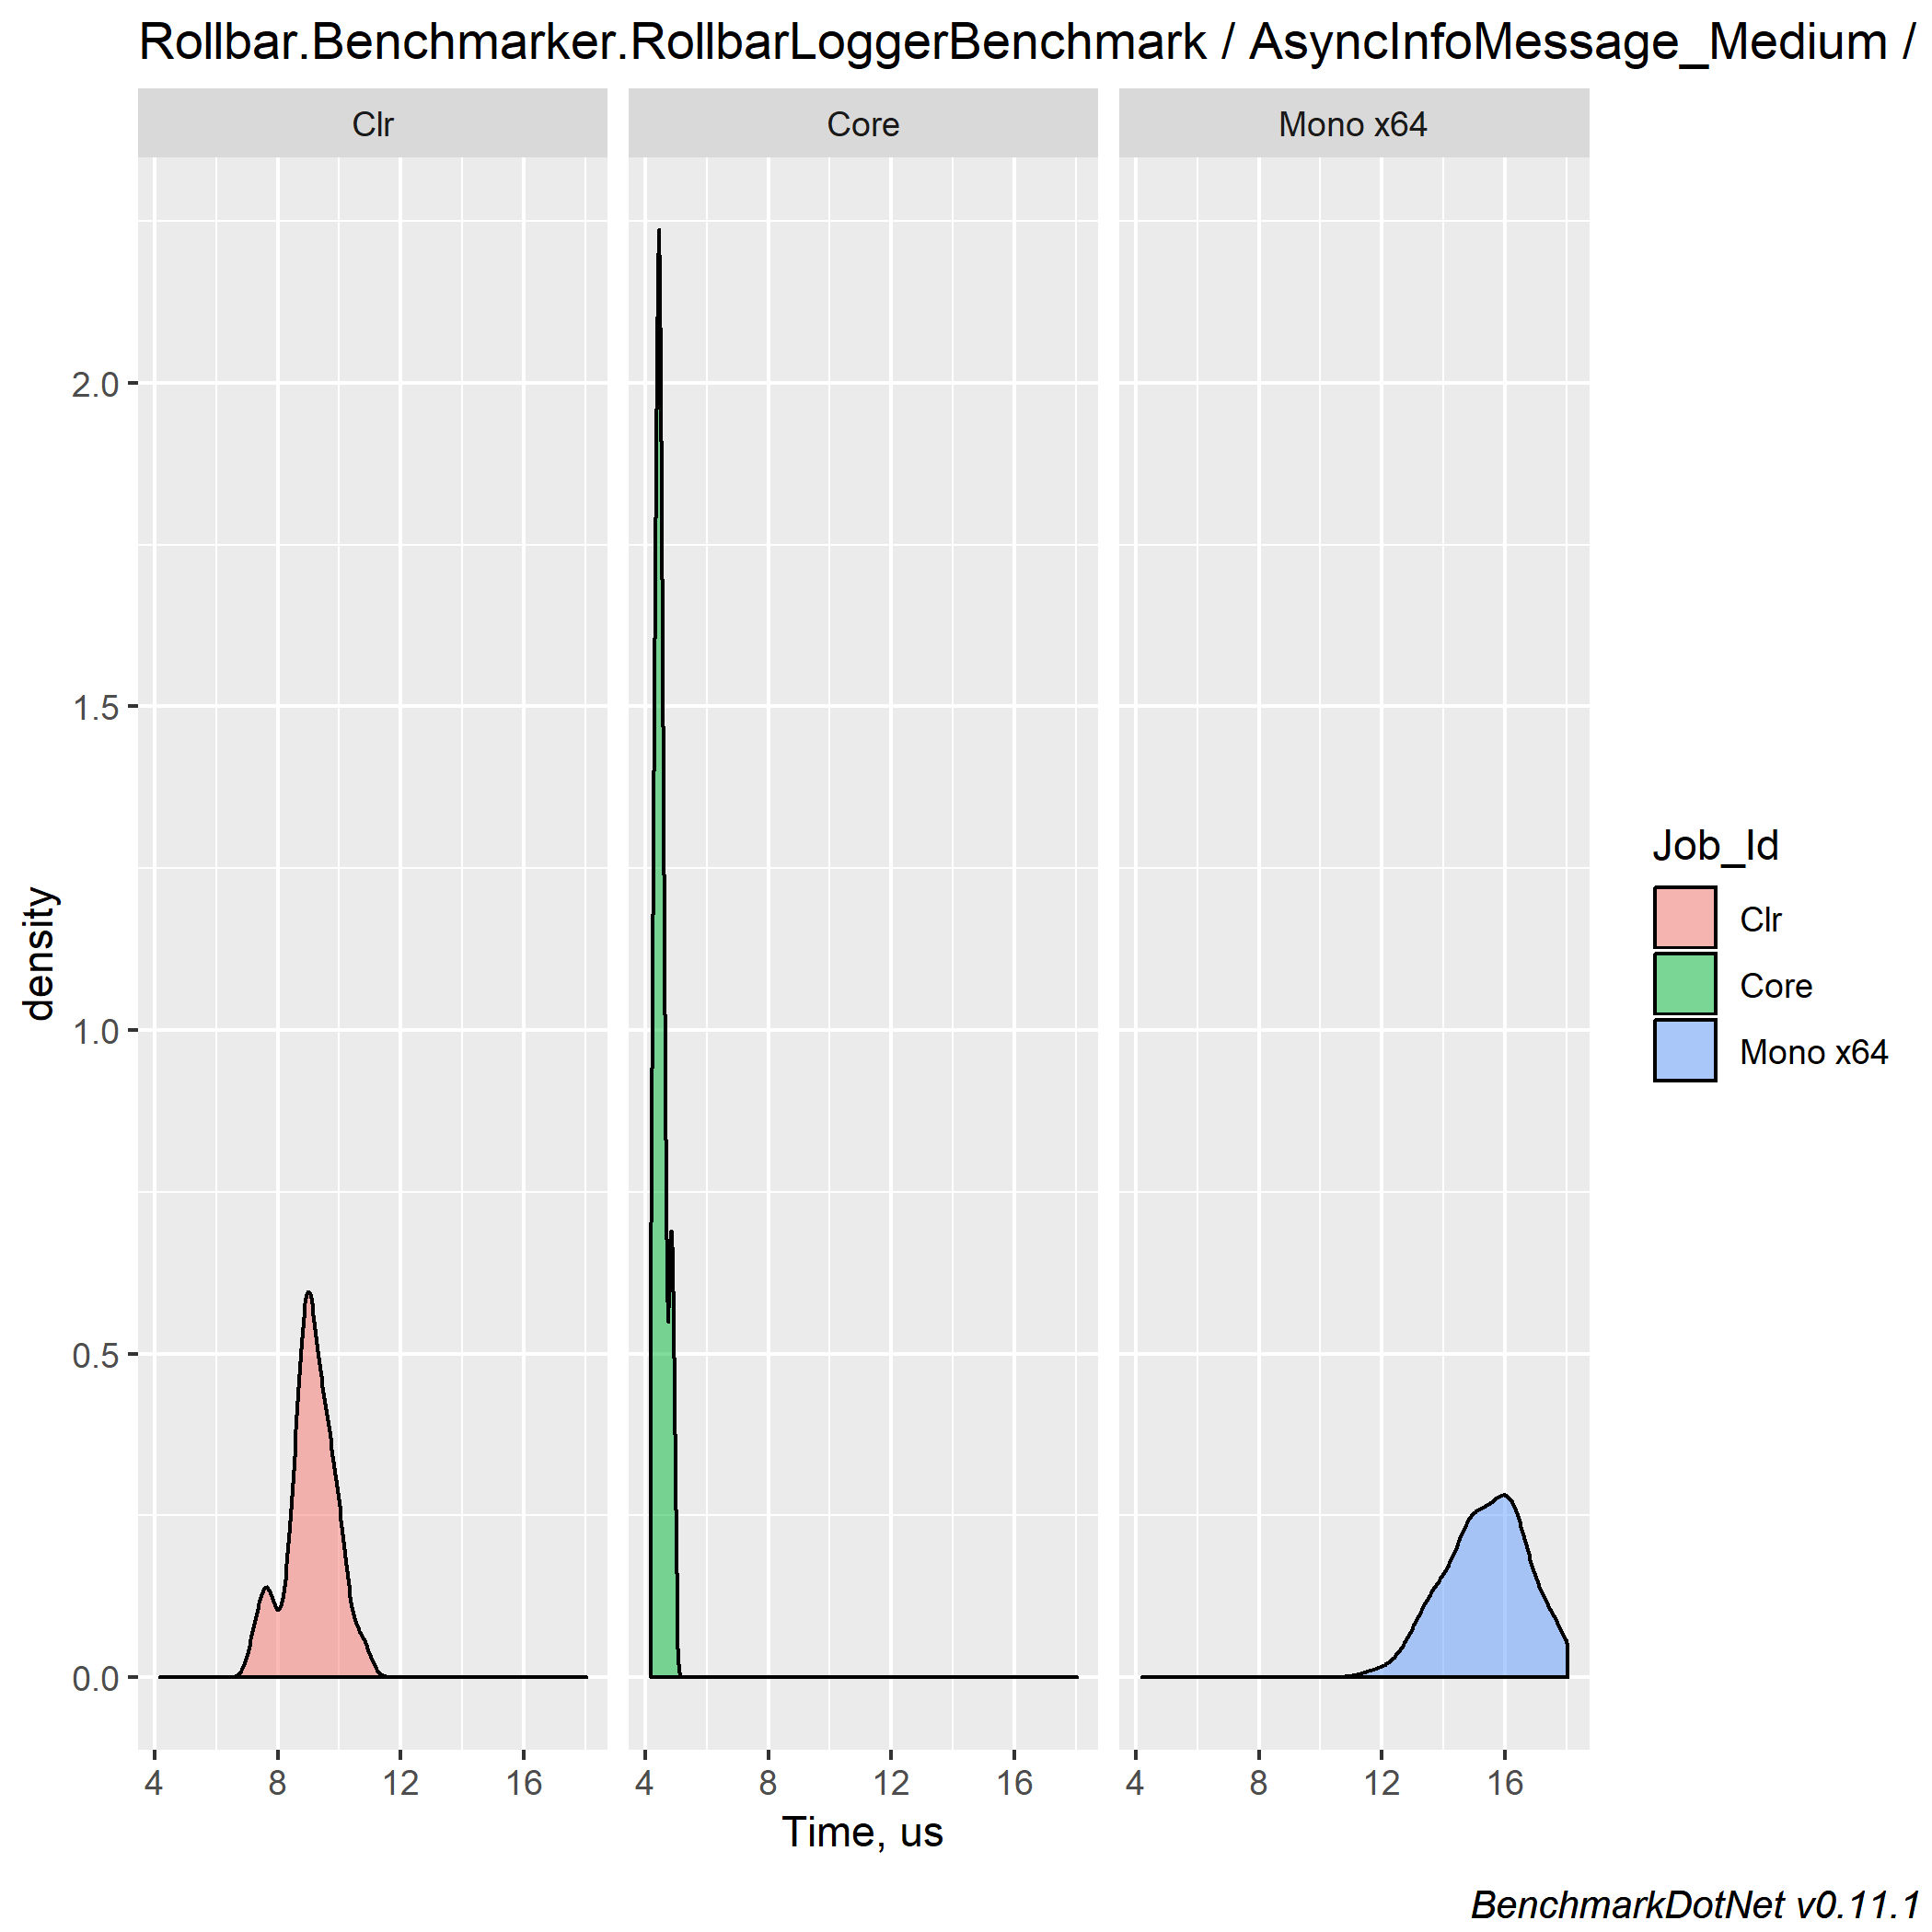 Rollbar.Benchmarker.RollbarLoggerBenchmark / AsyncInfoMessage_Medium /
Clr
Core
Mono x64
2.0
1.5
1.0
0.5
0.0
density
4 8 12 16
4 8 12 16
4 8 12 16
Time, us
Job_Id
Clr
Core
Mono x64
BenchmarkDotNet v0.11.1